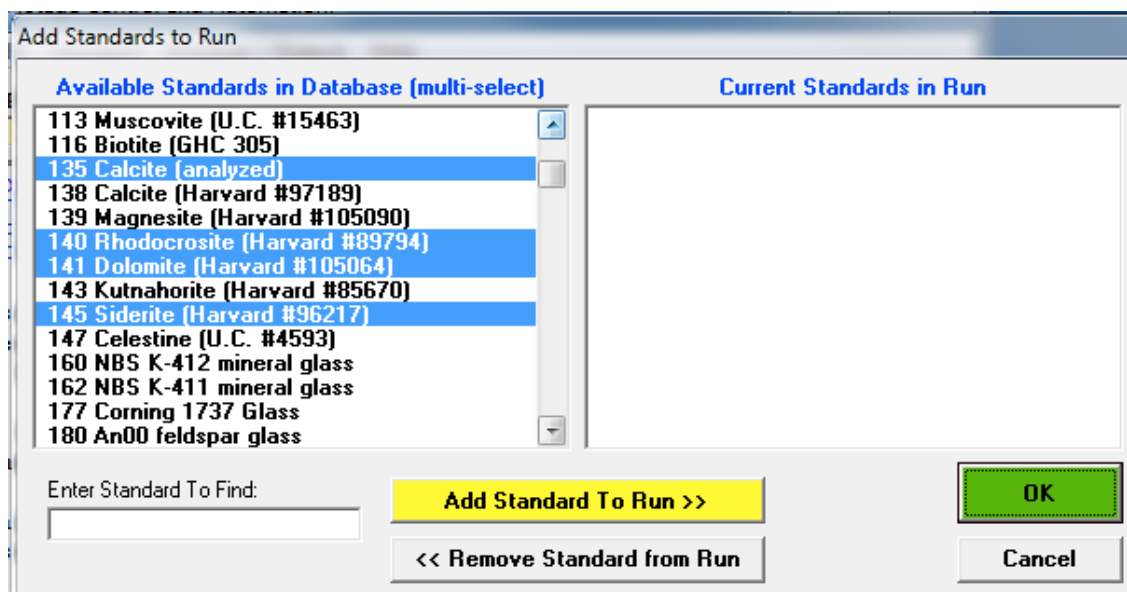 Add Standards to Run
Available Standards in Database (multi-select)
Current Standards in Run
113 Muscovite (U.C. #15463)
116 Biotite (GHC 305)
135 Calcite (analyzed)
138 Calcite (Harvard #97189)
139 Magnesite (Harvard #105090)
140 Rhodocrosite (Harvard #89794)
141 Dolomite (Harvard #105064)
143 Kutnahorite (Harvard #85670)
145 Siderite (Harvard #96217)
147 Celestine (U.C. #4593)
160 NBS K-412 mineral glass
162 NBS K-411 mineral glass
177 Corning 1737 Glass
180 An00 feldspar glass
Enter Standard To Find:
Add Standard To Run >>
<< Remove Standard from Run
OK
Cancel